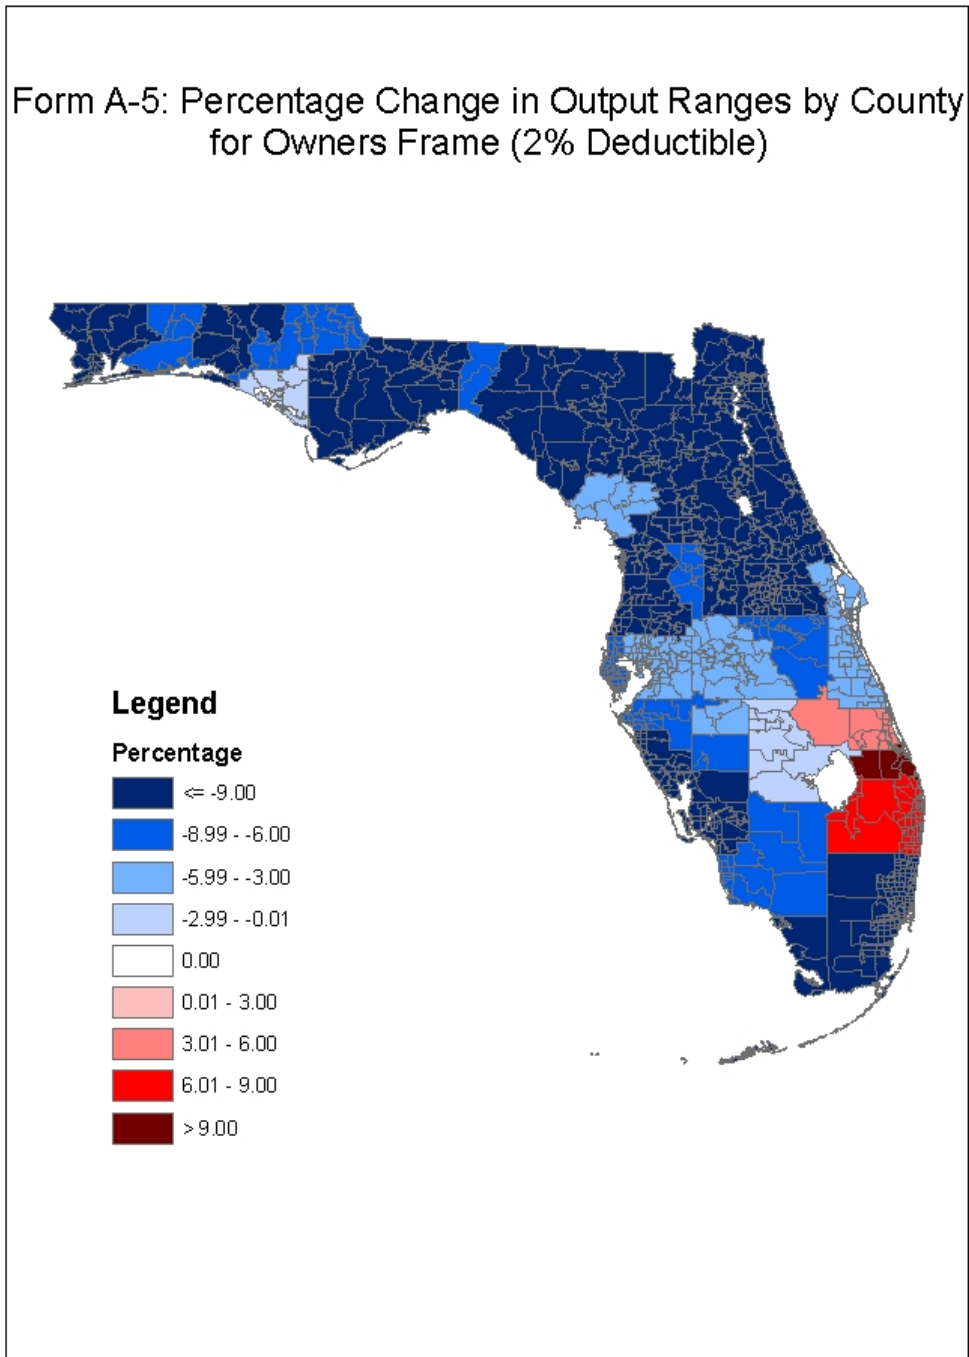 Form A-5: Percentage Change in Output Ranges by County
for Owners Frame (2% Deductible)
Legend
Percentage
<= -9.00
-8.99 - -6.00
-5.99 - -3.00
-2.99 - -0.01
0.00
0.01 - 3.00
3.01 - 6.00
6.01 - 9.00
> 9.00